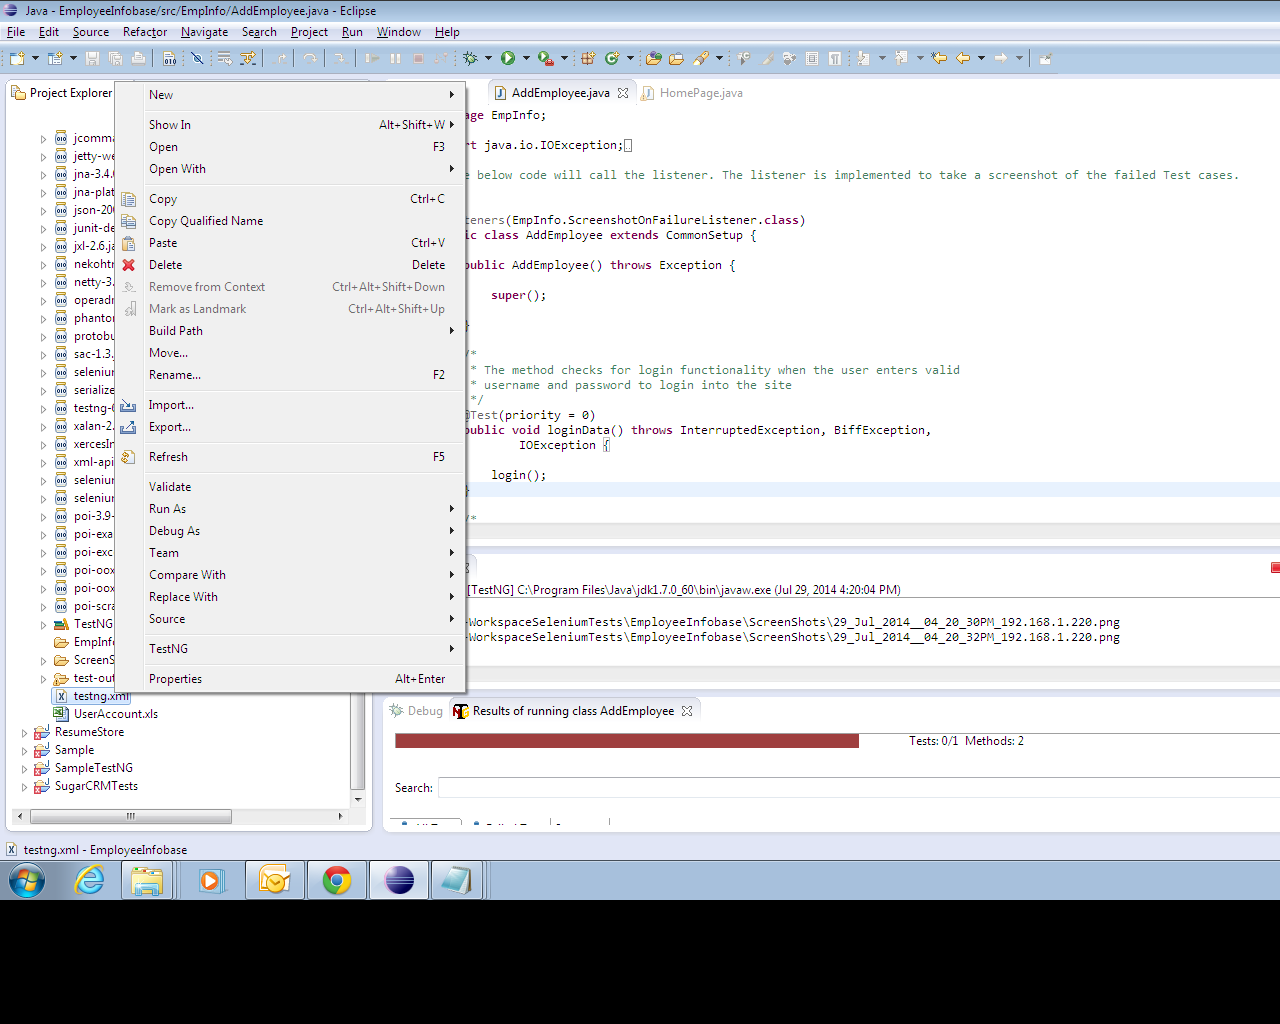 Java - EmployeeInfobase/src/EmpInfo/AddEmployee.java - Eclipse
File Edit Source Refactor Navigate Search Project Run Window Help
Project Explorer
jcomma
jetty-we
jna-3.4.
jna-plat
json-200
junit-de
jxl-2.6.ja
nekohtr
netty-3.
operadr
phanton
protobu
sac-1.3.
seleniur
serialize
testng-
xalan-2.
xercesIn
xml-api
seleniur
seleniur
poi-3.9-
poi-exa
poi-exc
poi-oox
poi-oox
poi-scra
TestNG
EmpInfo
ScreenS
test-out
testng.xml
UserAccount.xls
ResumeStore
Sample
SampleTestNG
SugarCRMTests
New
Show In Alt+Shift+W
Open F3
Open With
Copy Ctrl+C
Copy Qualified Name
Paste Ctrl+V
Delete Delete
Remove from Context Ctrl+Alt+Shift+Down
Mark as Landmark Ctrl+Alt+Shift+Up
Build Path
Move...
Rename... F2
Import...
Export...
Refresh F5
Validate
Run As
Debug As
Team
Compare With
Replace With
Source
TestNG
Properties Alt+Enter
AddEmployee.java HomePage.java
age EmpInfo;
rt java.io.IOException;
e below code will call the listener. The listener is implemented to take a screenshot of the failed Test cases.
teners(EmpInfo.ScreenshotOnFailureListener.class)
ic class AddEmployee extends CommonSetup {
public AddEmployee() throws Exception {
super();
}
/*
* The method checks for login functionality when the user enters valid
* username and password to login into the site
*/
@Test(priority = 0)
public void loginData() throws InterruptedException, BiffException,
IOException {
login();
}
/*
[TestNG] C:\Program Files\Java\jdk1.7.0_60\bin\javaw.exe (Jul 29, 2014 4:20:04 PM)
-WorkspaceSeleniumTests\EmployeeInfobase\ScreenShots\29_Jul_2014__04_20_30PM_192.168.1.220.png
-WorkspaceSeleniumTests\EmployeeInfobase\ScreenShots\29_Jul_2014__04_20_32PM_192.168.1.220.png
Debug Results of running class AddEmployee
Tests: 0/1 Methods: 2
Search:
testng.xml - EmployeeInfobase